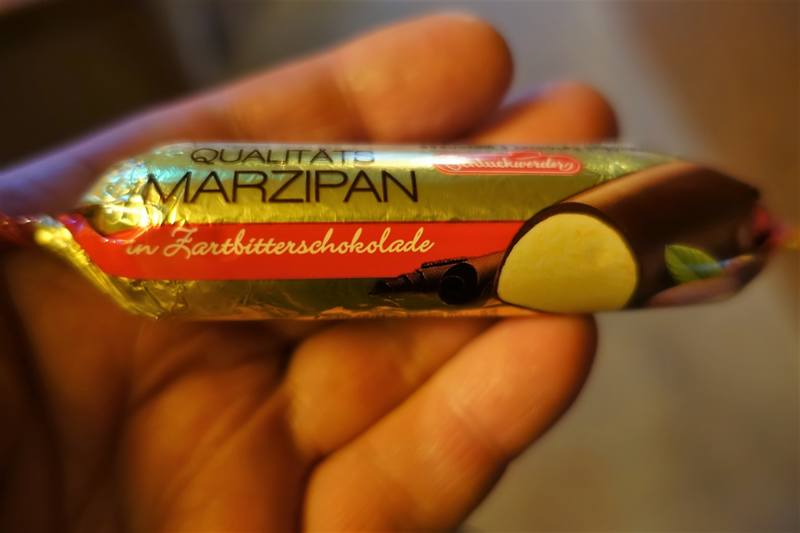 QUALITÄTS
MARZIPAN
in Zartbitterschokolade